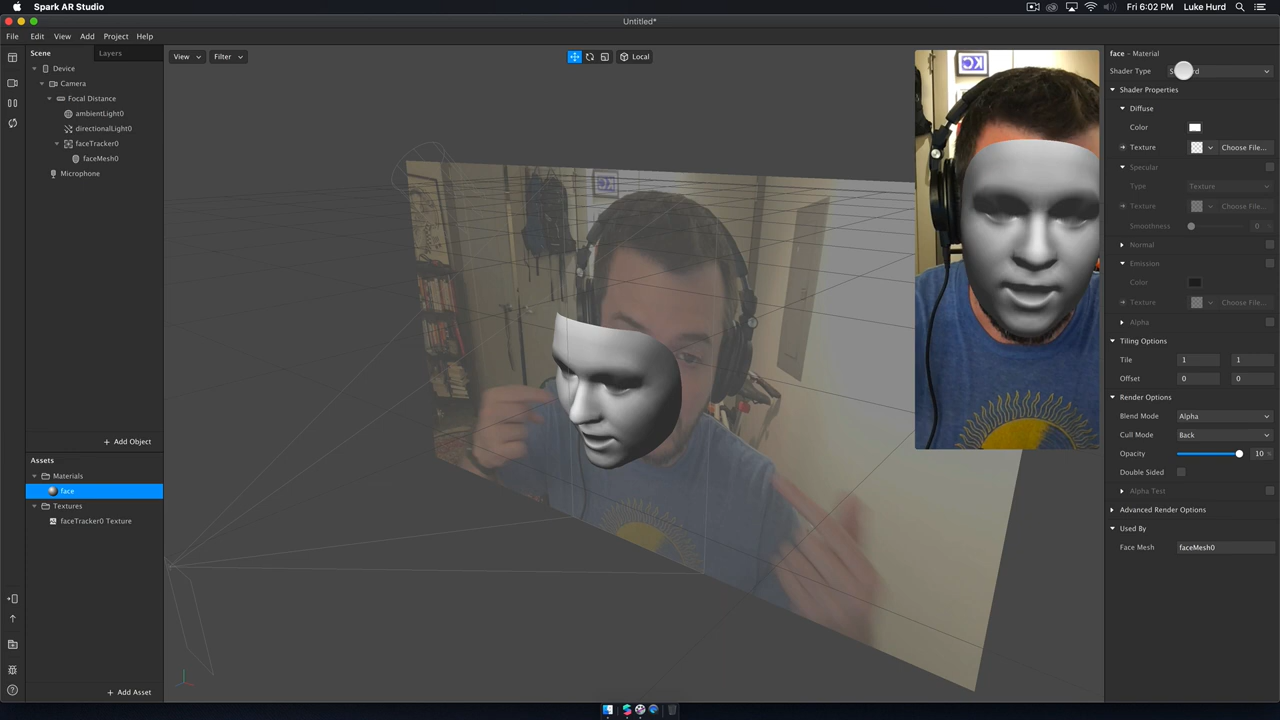 Spark AR Studio
Fri 6:02 PM Luke Hurd
Untitled*
File Edit View Add Project Help
Scene Layers
Device
Camera
Focal Distance
ambientLight0
directionalLight0
faceTracker0
faceMesh0
Microphone
+ Add Object
Assets
Materials
face
Textures
faceTracker0 Texture
+ Add Asset
View Filter Local
KC
face - Material
Shader Type
Shader Properties
Diffuse
Color
Texture Choose File...
Specular
Type Texture
Texture Choose File...
Smoothness 0 %
Normal
Emission
Color
Texture Choose File...
Alpha
Tiling Options
Tile 1 1
Offset 0 0
Render Options
Blend Mode Alpha
Cull Mode Back
Opacity 10 %
Double Sided
Alpha Test
Advanced Render Options
Used By
Face Mesh faceMesh0